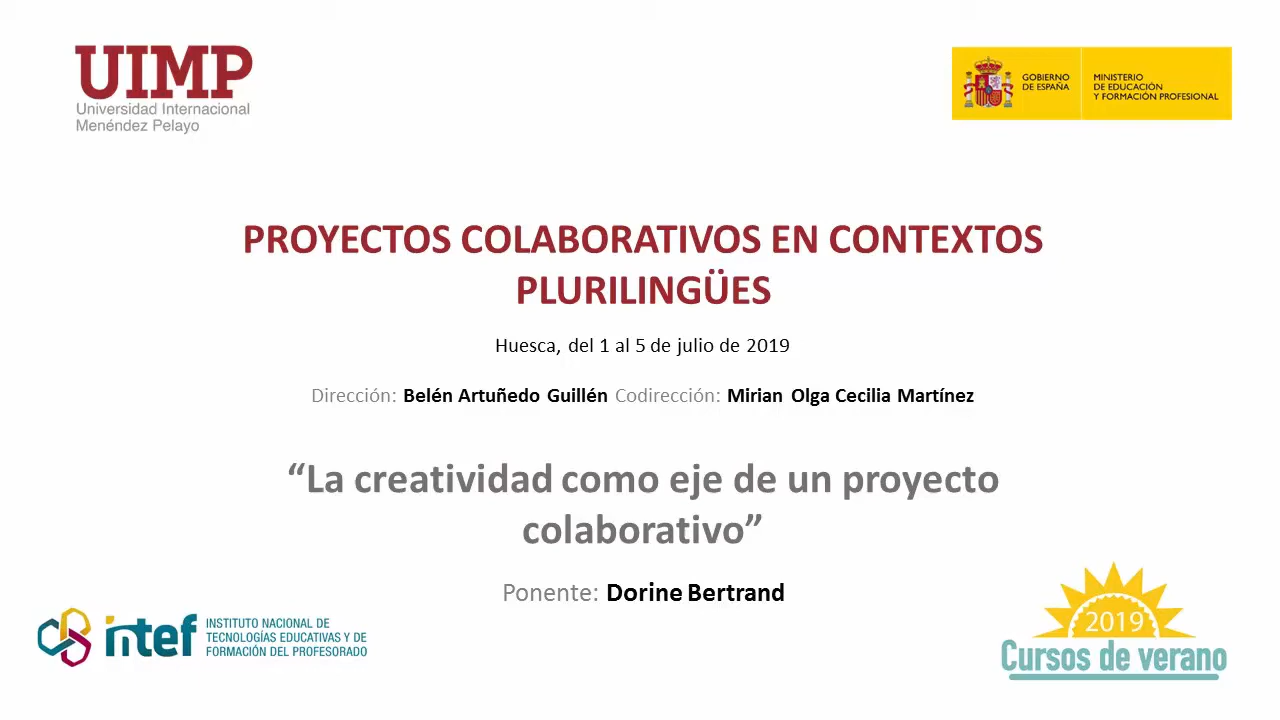 UIMP
Universidad Internacional
Menéndez Pelayo
GOBIERNO
DE ESPAÑA
MINISTERIO
DE EDUCACIÓN
Y FORMACIÓN PROFESIONAL
PROYECTOS COLABORATIVOS EN CONTEXTOS
PLURILINGÜES
Huesca, del 1 al 5 de julio de 2019
Dirección: Belén Artuñedo Guillén Codirección: Mirian Olga Cecilia Martínez
“La creatividad como eje de un proyecto
colaborativo”
Ponente: Dorine Bertrand
intef
INSTITUTO NACIONAL DE
TECNOLOGÍAS EDUCATIVAS Y DE
FORMACIÓN DEL PROFESORADO
2019
Cursos de verano